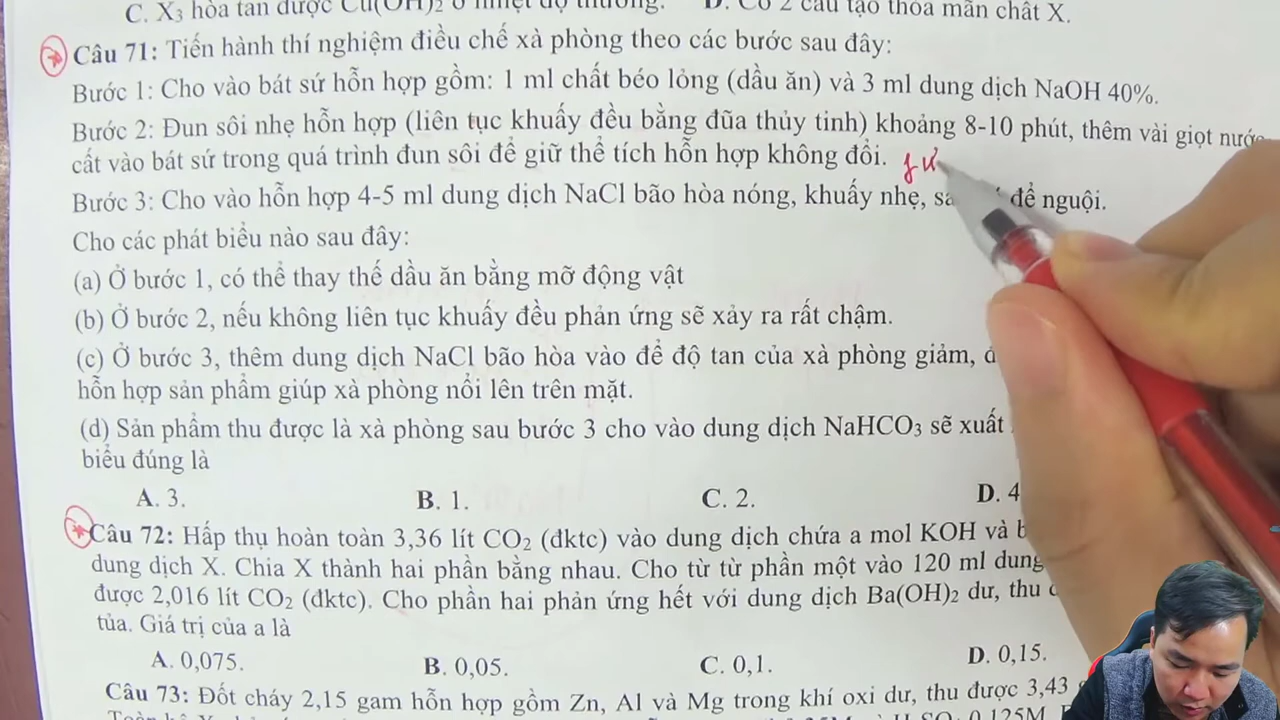 C. X₃ hòa tan được Cu(OH)₂ ở nhiệt độ thường. D. Có 2 cấu tạo thỏa mãn chất X.
Câu 71: Tiến hành thí nghiệm điều chế xà phòng theo các bước sau đây:
Bước 1: Cho vào bát sứ hỗn hợp gồm: 1 ml chất béo lỏng (dầu ăn) và 3 ml dung dịch NaOH 40%.
Bước 2: Đun sôi nhẹ hỗn hợp (liên tục khuấy đều bằng đũa thủy tinh) khoảng 8-10 phút, thêm vài giọt nước
cất vào bát sứ trong quá trình đun sôi để giữ thể tích hỗn hợp không đổi.
Bước 3: Cho vào hỗn hợp 4-5 ml dung dịch NaCl bão hòa nóng, khuấy nhẹ, để nguội.
Cho các phát biểu nào sau đây:
(a) Ở bước 1, có thể thay thế dầu ăn bằng mỡ động vật
(b) Ở bước 2, nếu không liên tục khuấy đều phản ứng sẽ xảy ra rất chậm.
(c) Ở bước 3, thêm dung dịch NaCl bão hòa vào để độ tan của xà phòng giảm,
hỗn hợp sản phẩm giúp xà phòng nổi lên trên mặt.
(d) Sản phẩm thu được là xà phòng sau bước 3 cho vào dung dịch NaHCO₃ sẽ xuất
biểu đúng là
A. 3. B. 1. C. 2. D. 4
Câu 72: Hấp thụ hoàn toàn 3,36 lít CO₂ (đktc) vào dung dịch chứa a mol KOH và b
dung dịch X. Chia X thành hai phần bằng nhau. Cho từ từ phần một vào 120 ml dung
được 2,016 lít CO₂ (đktc). Cho phần hai phản ứng hết với dung dịch Ba(OH)₂ dư, thu
tủa. Giá trị của a là
A. 0,075. B. 0,05. C. 0,1. D. 0,15.
Câu 73: Đốt cháy 2,15 gam hỗn hợp gồm Zn, Al và Mg trong khí oxi dư, thu được 3,43
0,125M.